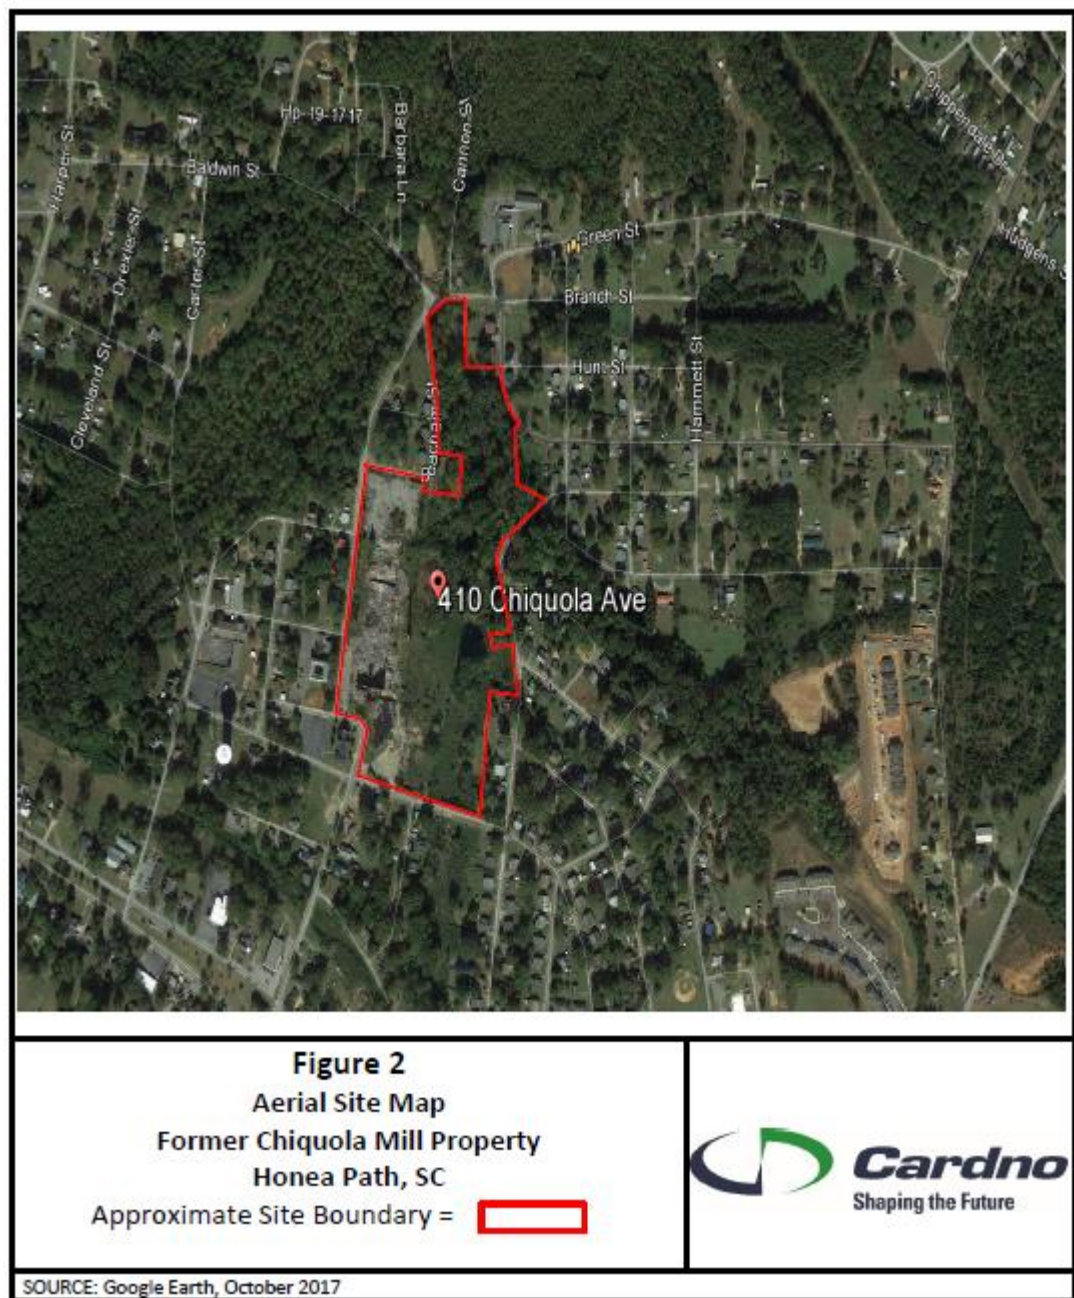 Hp-19-1717
Barbara Ln
Cannon St
Chippendale Dr
Harper St
Baldwin St
Drexler St
Carter St
Green St
Hudgens S
Branch St
Hunt St
Hammett St
Cleveland St
410 Chiquola Ave
Figure 2
Aerial Site Map
Former Chiquola Mill Property
Honea Path, SC
Approximate Site Boundary =
Cardno
Shaping the Future
SOURCE: Google Earth, October 2017